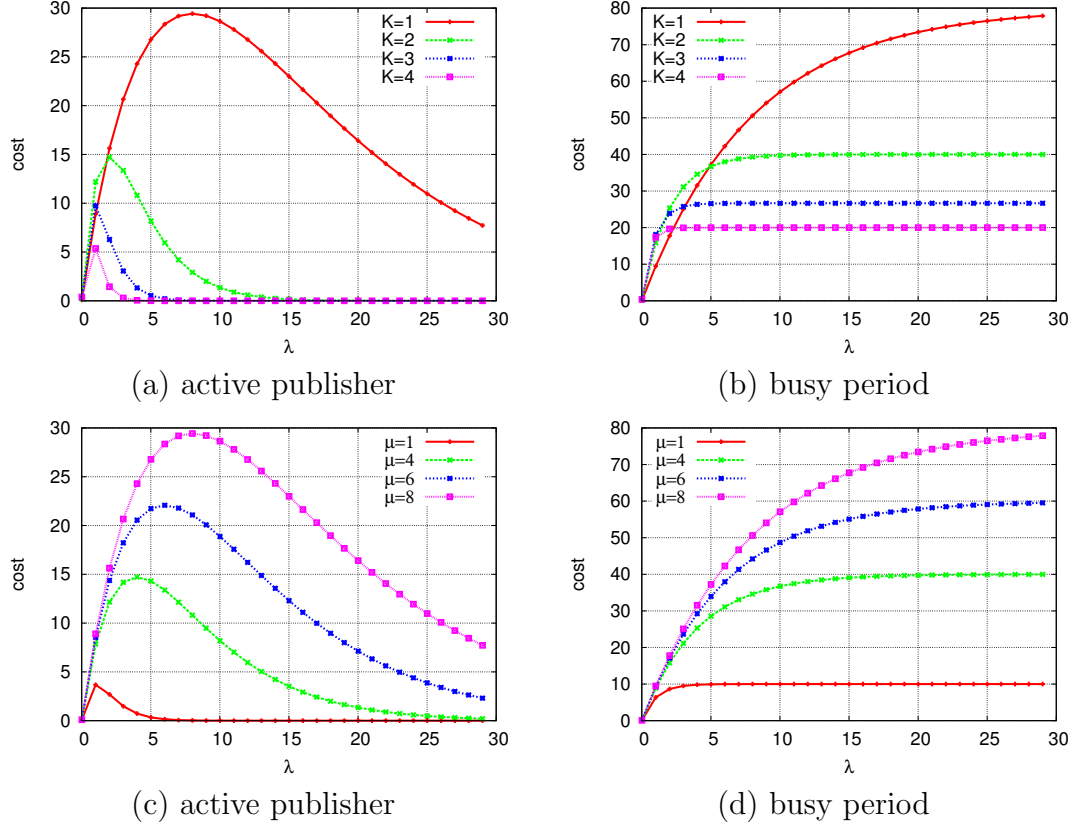 30
25
20
15
10
5
0
cost
0 5 10 15 20 25 30
λ
K=1
K=2
K=3
K=4
(a) active publisher
80
70
60
50
40
30
20
10
0
cost
0 5 10 15 20 25 30
λ
K=1
K=2
K=3
K=4
(b) busy period
30
25
20
15
10
5
0
cost
0 5 10 15 20 25 30
λ
μ=1
μ=4
μ=6
μ=8
(c) active publisher
80
70
60
50
40
30
20
10
0
cost
0 5 10 15 20 25 30
λ
μ=1
μ=4
μ=6
μ=8
(d) busy period